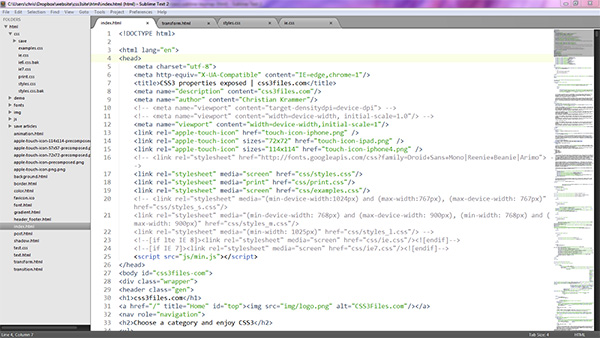 C:\Users\chris\Dropbox\website\css3site\html\index.html (html) - Sublime Text 2
File Edit Selection Find View Goto Tools Project Preferences Help
index.html × transform.html × styles.css × ie.css ×
html
css
save
examples.css
ie.css
ie6.css.bak
ie7.css
print.css
styles.css
styles.css.bak
demo
fonts
img
js
save articles
animation.html
apple-touch-icon-114x114-precomposed
apple-touch-icon-57x57-precomposed.p
apple-touch-icon-72x72-precomposed.p
apple-touch-icon-precomposed.png
apple-touch-icon.png.png
background.html
border.html
color.html
favicon.ico
font.html
gradient.html
header_footer.html
index.html
post.html
shadow.html
test.css
text.html
transform.html
transition.html
1 <!DOCTYPE html>
2
3 <html lang="en">
4 <head>
5 <meta charset="utf-8">
6 <meta http-equiv="X-UA-Compatible" content="IE=edge,chrome=1"/>
7 <title>CSS3 properties exposed | css3files.com</title>
8 <meta name="description" content="css3files.com"/>
9 <meta name="author" content="Christian Krammer"/>
10 <!-- <meta name="viewport" content="target-densitydpi=device-dpi"> -->
11 <!-- <meta name="viewport" content="width=device-width, initial-scale=1.0"/> -->
12 <meta name="viewport" content="width=device-width,initial-scale=1"/>
13 <link rel="apple-touch-icon" href="touch-icon-iphone.png" />
14 <link rel="apple-touch-icon" sizes="72x72" href="touch-icon-ipad.png" />
15 <link rel="apple-touch-icon" sizes="114x114" href="touch-icon-iphone4.png" />
16 <!-- <link rel="stylesheet" href="http://fonts.googleapis.com/css?family=Droid+Sans+Mono|Reenie+Beanie|Arimo"> --
>
17 <link rel="stylesheet" media="screen" href="css/styles.css"/>
18 <link rel="stylesheet" media="print" href="css/print.css"/>
19 <link rel="stylesheet" media="screen" href="css/examples.css"/>
20 <!-- <link rel="stylesheet" media="(min-device-width:1024px) and (max-width:767px), (max-device-width: 767px)"
href="css/styles_s.css"/>
21 <link rel="stylesheet" media="(min-device-width: 768px) and (max-device-width: 900px), (min-width: 768px) and (
max-width: 900px)" href="css/styles_m.css"/>
22 <link rel="stylesheet" media="(min-width: 1025px)" href="css/styles_l.css"/> -->
23 <!--[if lte IE 8]><link rel="stylesheet" media="screen" href="css/ie.css"/><![endif]-->
24 <!--[if IE 7]><link rel="stylesheet" media="screen" href="css/ie7.css"/><![endif]-->
25 <script src="js/min.js"></script>
26 </head>
27 <body id="css3files-com">
28 <div class="wrapper">
29 <header class="gen">
30 <h1>css3files.com</h1>
31 <a href="/" title="Home" id="top"><img src="img/logo.png" alt="CSS3Files.com"/></a>
32 <nav role="navigation">
33 <h2>Choose a category and enjoy CSS3</h2>
Line 4, Column 7
Tab Size: 4
HTML